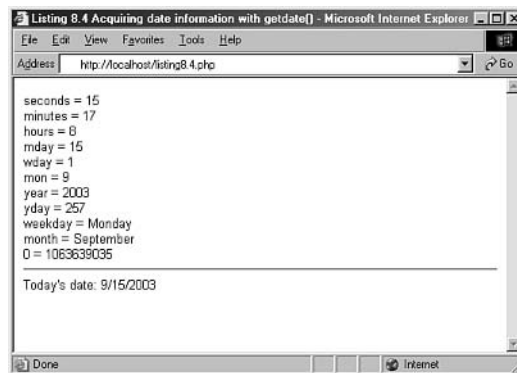 Listing 8.4 Acquiring date information with getdate() - Microsoft Internet Explorer
File Edit View Favorites Tools Help
Address http://localhost/listing8.4.php Go
seconds = 15
minutes = 17
hours = 8
mday = 15
wday = 1
mon = 9
year = 2003
yday = 257
weekday = Monday
month = September
0 = 1063639035
Today's date: 9/15/2003
Done Internet